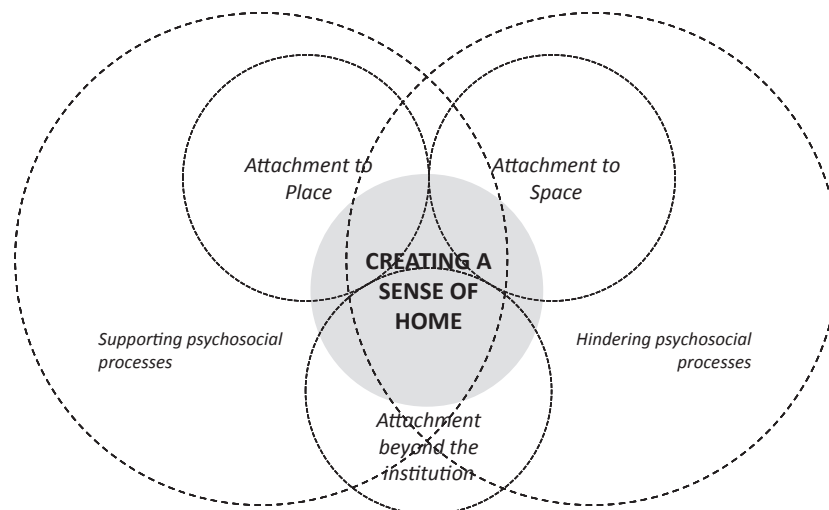 Attachment to
Place
Attachment to
Space
CREATING A
SENSE OF
HOME
Supporting psychosocial
processes
Hindering psychosocial
processes
Attachment
beyond the
institution